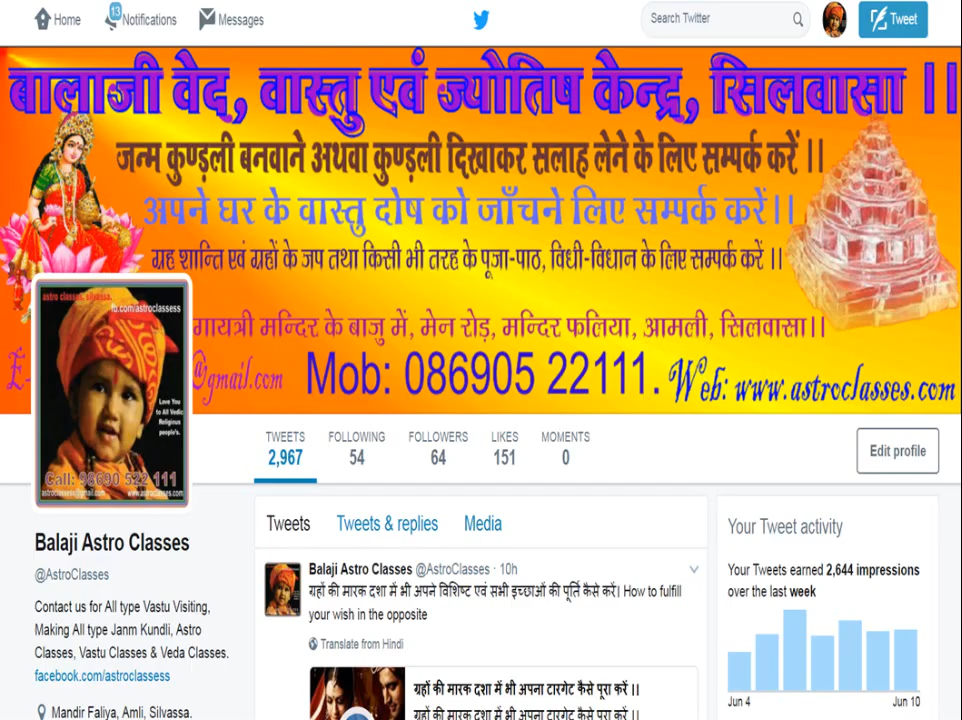 Home
13
Notifications
Messages
Search Twitter
Tweet
बालाजी वेद, वास्तु एवं ज्योतिष केन्द्र, सिलवासा ।।
जन्म कुण्डली बनवाने अथवा कुण्डली दिखाकर सलाह लेने के लिए सम्पर्क करें ।।
अपने घर के वास्तु दोष को जाँचने लिए सम्पर्क करें।।
ग्रह शान्ति एवं ग्रहों के जप तथा किसी भी तरह के पूजा-पाठ, विधी-विधान के लिए सम्पर्क करें ।।
गायत्री मन्दिर के बाजु में, मेन रोड़, मन्दिर फलिया, आमली, सिलवासा।।
E-
@gmail.com
Mob: 086905 22111.
Web: www.astroclasses.com
astro classes, silvassa.
fb.com/astroclassess
Love You
to All Vedic
Religious
people's.
Call: 98690 522 111
astroclassess@gmail.com
www.astroclasses.com
TWEETS
2,967
FOLLOWING
54
FOLLOWERS
64
LIKES
151
MOMENTS
0
Edit profile
Balaji Astro Classes
@AstroClasses
Contact us for All type Vastu Visiting,
Making All type Janm Kundli, Astro
Classes, Vastu Classes & Veda Classes.
facebook.com/astroclassess
Mandir Faliya, Amli, Silvassa.
Tweets
Tweets & replies
Media
Balaji Astro Classes @AstroClasses · 10h
ग्रहों की मारक दशा में भी अपने विशिष्ट एवं सभी इच्छाओं की पूर्ति कैसे करें। How to fulfill
your wish in the opposite
Translate from Hindi
ग्रहों की मारक दशा में भी अपना टारगेट कैसे पूरा करें ।।
ग्रहों की मारक दशा में भी अपना टारगेट कैसे पूरा करें ।।
Your Tweet activity
Your Tweets earned 2,644 impressions
over the last week
Jun 4
Jun 10